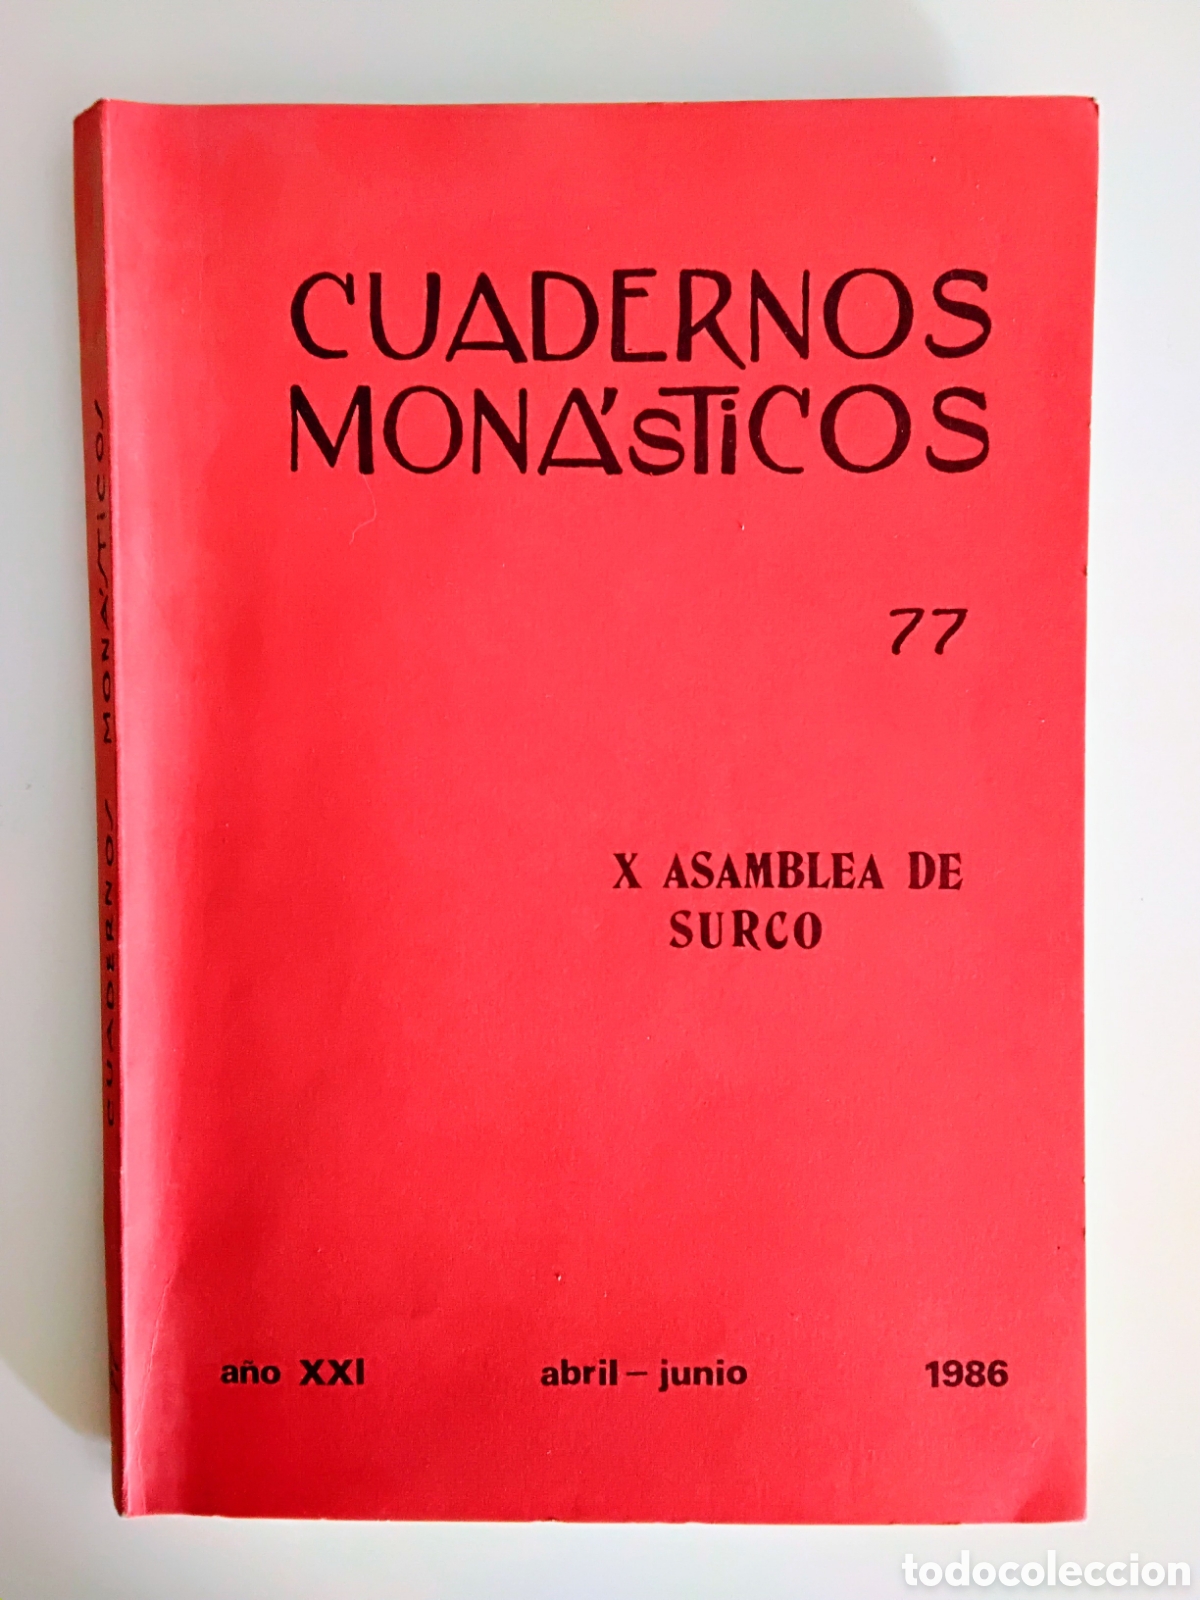 CUADERNOS
MONÁSTICOS
77
X ASAMBLEA DE
SURCO
año XXI abril – junio 1986
CUADERNOS MONÁSTICOS
todocoleccion